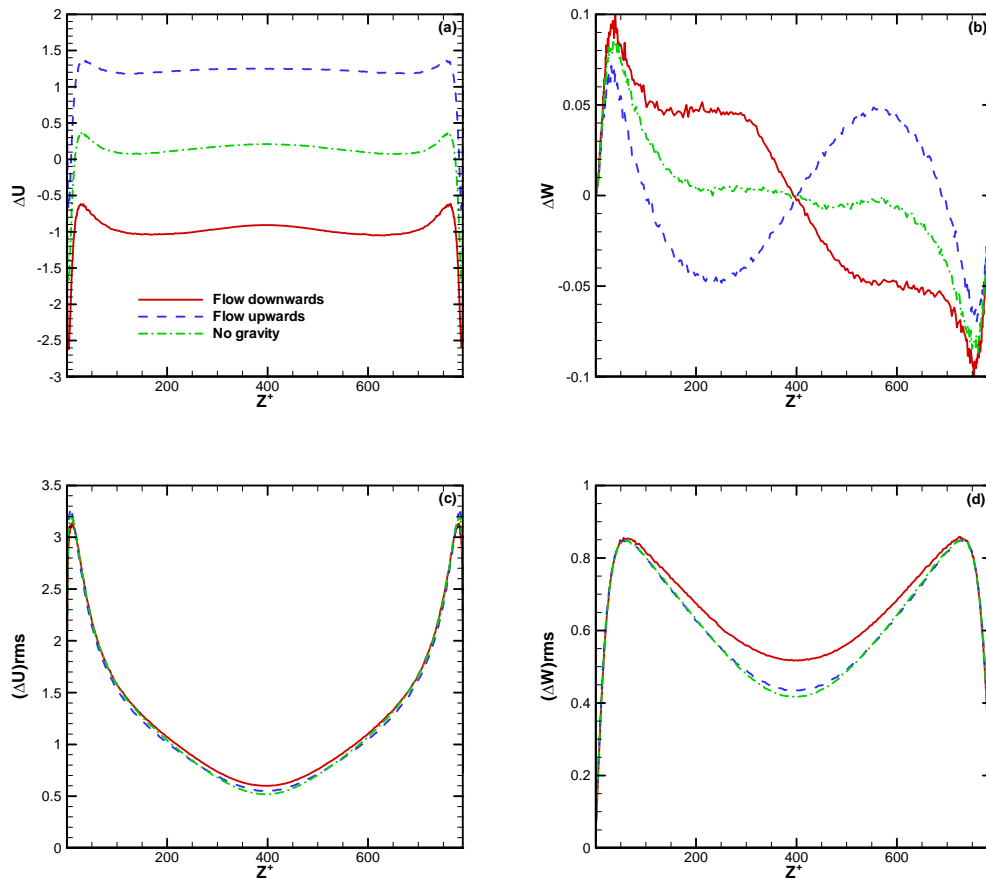 (a)
2
1.5
1
0.5
0
-0.5
-1
-1.5
-2
-2.5
-3
ΔU
200
400
600
Z⁺
Flow downwards
Flow upwards
No gravity
(b)
0.1
0.05
0
-0.05
-0.1
ΔW
200
400
600
Z⁺
(c)
3.5
3
2.5
2
1.5
1
0.5
0
(ΔU)rms
200
400
600
Z⁺
(d)
1
0.8
0.6
0.4
0.2
0
(ΔW)rms
200
400
600
Z⁺